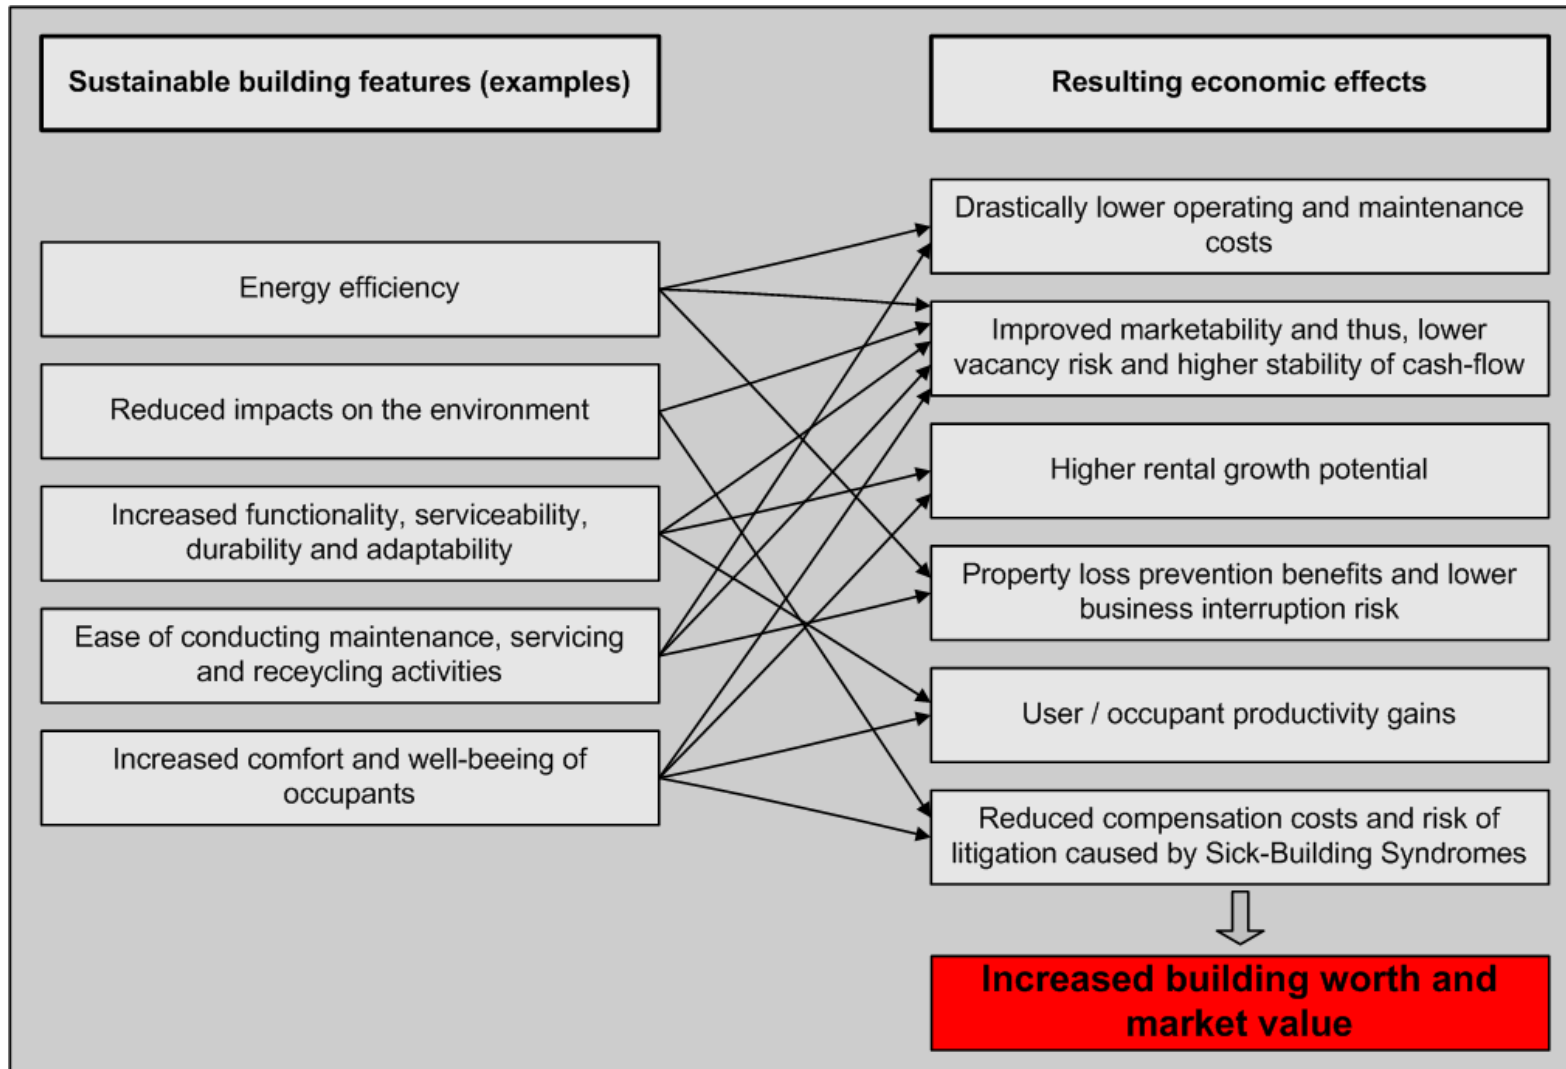 Sustainable building features (examples)
Resulting economic effects
Energy efficiency
Reduced impacts on the environment
Increased functionality, serviceability,
durability and adaptability
Ease of conducting maintenance, servicing
and receycling activities
Increased comfort and well-beeing of
occupants
Drastically lower operating and maintenance
costs
Improved marketability and thus, lower
vacancy risk and higher stability of cash-flow
Higher rental growth potential
Property loss prevention benefits and lower
business interruption risk
User / occupant productivity gains
Reduced compensation costs and risk of
litigation caused by Sick-Building Syndromes
Increased building worth and
market value